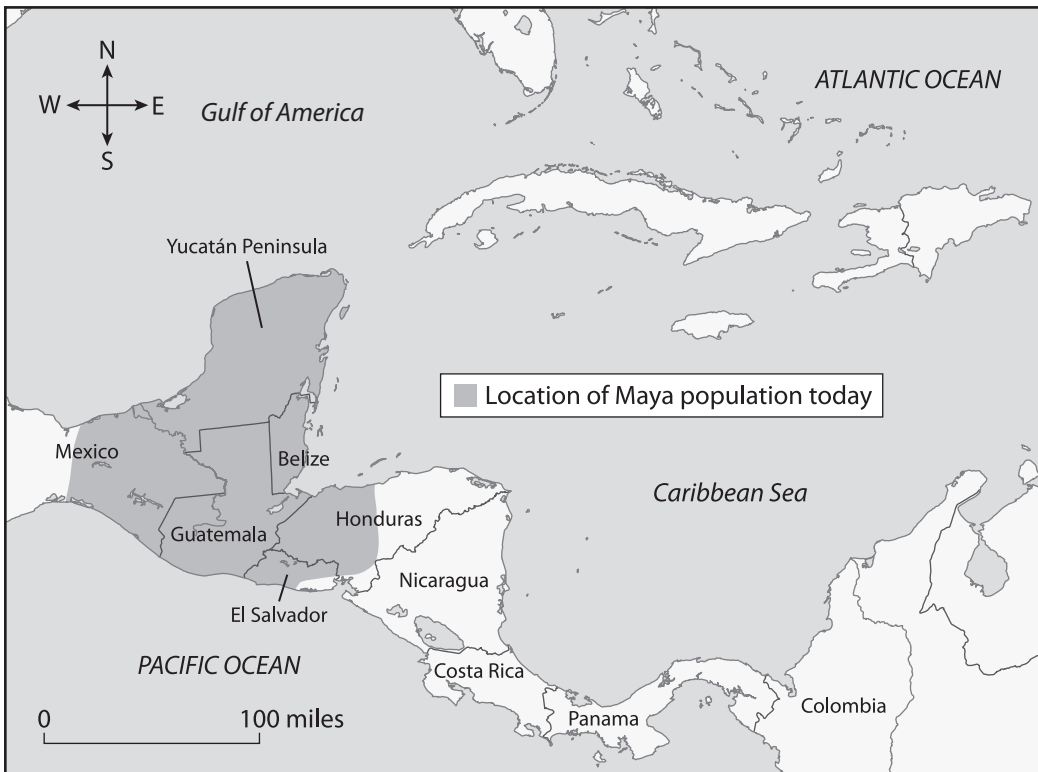 N
W E
S
Gulf of America
ATLANTIC OCEAN
Yucatán Peninsula
Location of Maya population today
Mexico
Belize
Caribbean Sea
Guatemala
Honduras
Nicaragua
El Salvador
PACIFIC OCEAN
Costa Rica
Panama
Colombia
0 100 miles